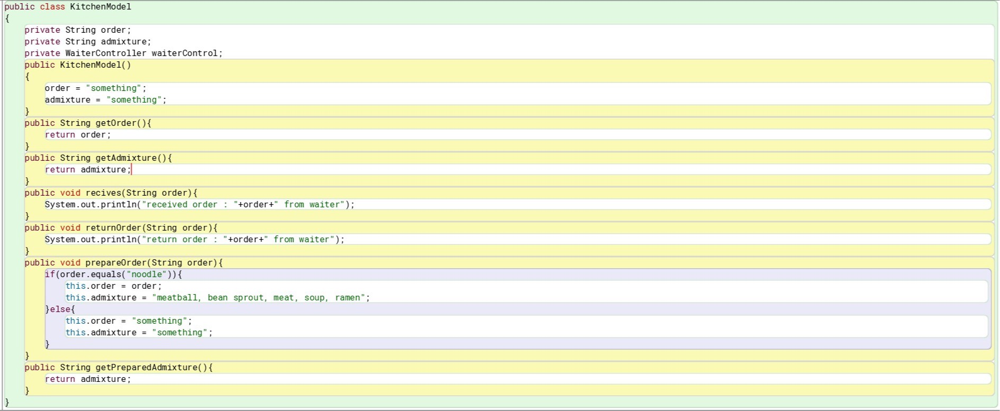 public class KitchenModel
{
    private String order;
    private String admixture;
    private WaiterController waiterControl;
    public KitchenModel()
    {
        order = "something";
        admixture = "something";
    }
    public String getOrder(){
        return order;
    }
    public String getAdmixture(){
        return admixture;
    }
    public void recives(String order){
        System.out.println("received order : "+order+" from waiter");
    }
    public void returnOrder(String order){
        System.out.println("return order : "+order+" from waiter");
    }
    public void prepareOrder(String order){
        if(order.equals("noodle")){
            this.order = order;
            this.admixture = "meatball, bean sprout, meat, soup, ramen";
        }else{
            this.order = "something";
            this.admixture = "something";
        }
    }
    public String getPreparedAdmixture(){
        return admixture;
    }
}